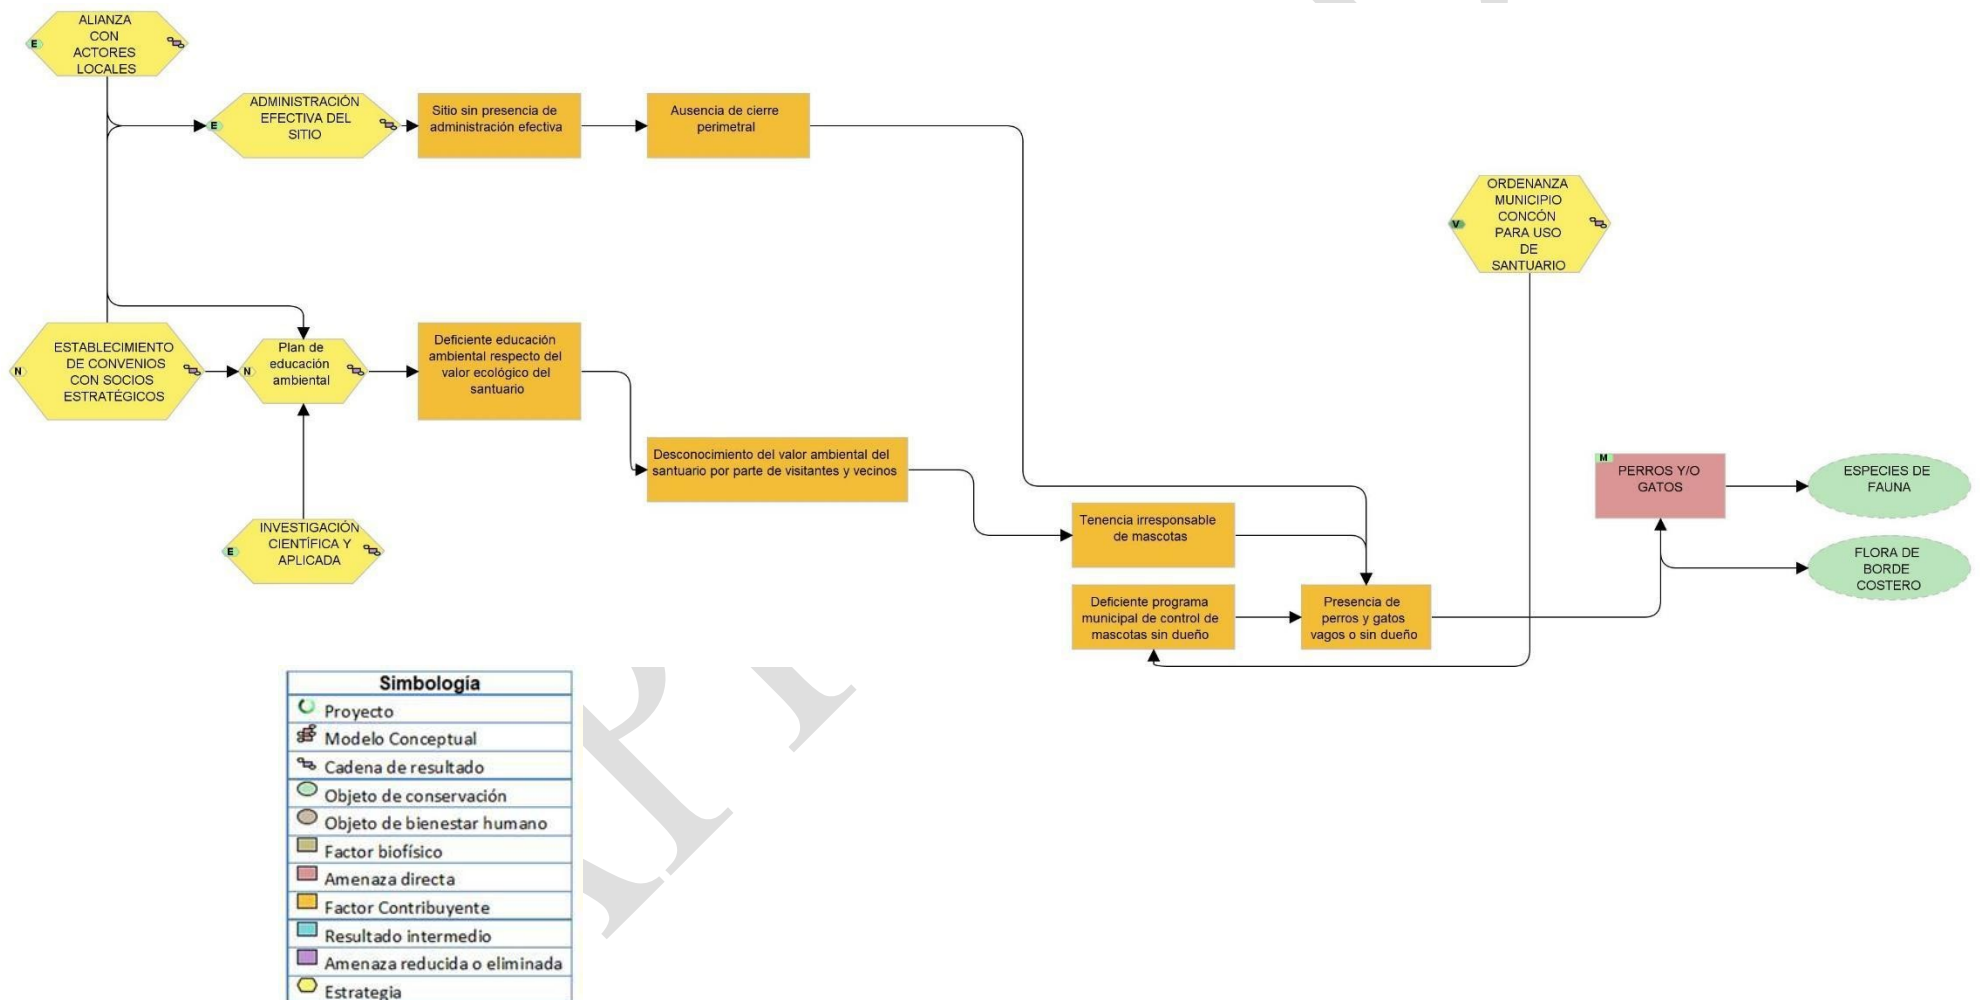 ALIANZA
CON
ACTORES
LOCALES
E
ADMINISTRACIÓN
EFECTIVA DEL
SITIO
E
Sitio sin presencia de
administración efectiva
Ausencia de cierre
perimetral
ORDENANZA
MUNICIPIO
CONCÓN
PARA USO
DE
SANTUARIO
V
ESTABLECIMIENTO
DE CONVENIOS
CON SOCIOS
ESTRATÉGICOS
N
Plan de
educación
ambiental
N
Deficiente educación
ambiental respecto del
valor ecológico del
santuario
Desconocimiento del valor ambiental del
santuario por parte de visitantes y vecinos
INVESTIGACIÓN
CIENTÍFICA Y
APLICADA
E
Tenencia irresponsable
de mascotas
Deficiente programa
municipal de control de
mascotas sin dueño
Presencia de
perros y gatos
vagos o sin dueño
M
PERROS Y/O
GATOS
ESPECIES DE
FAUNA
FLORA DE
BORDE
COSTERO
Simbología
Proyecto
Modelo Conceptual
Cadena de resultado
Objeto de conservación
Objeto de bienestar humano
Factor biofísico
Amenaza directa
Factor Contribuyente
Resultado intermedio
Amenaza reducida o eliminada
Estrategia